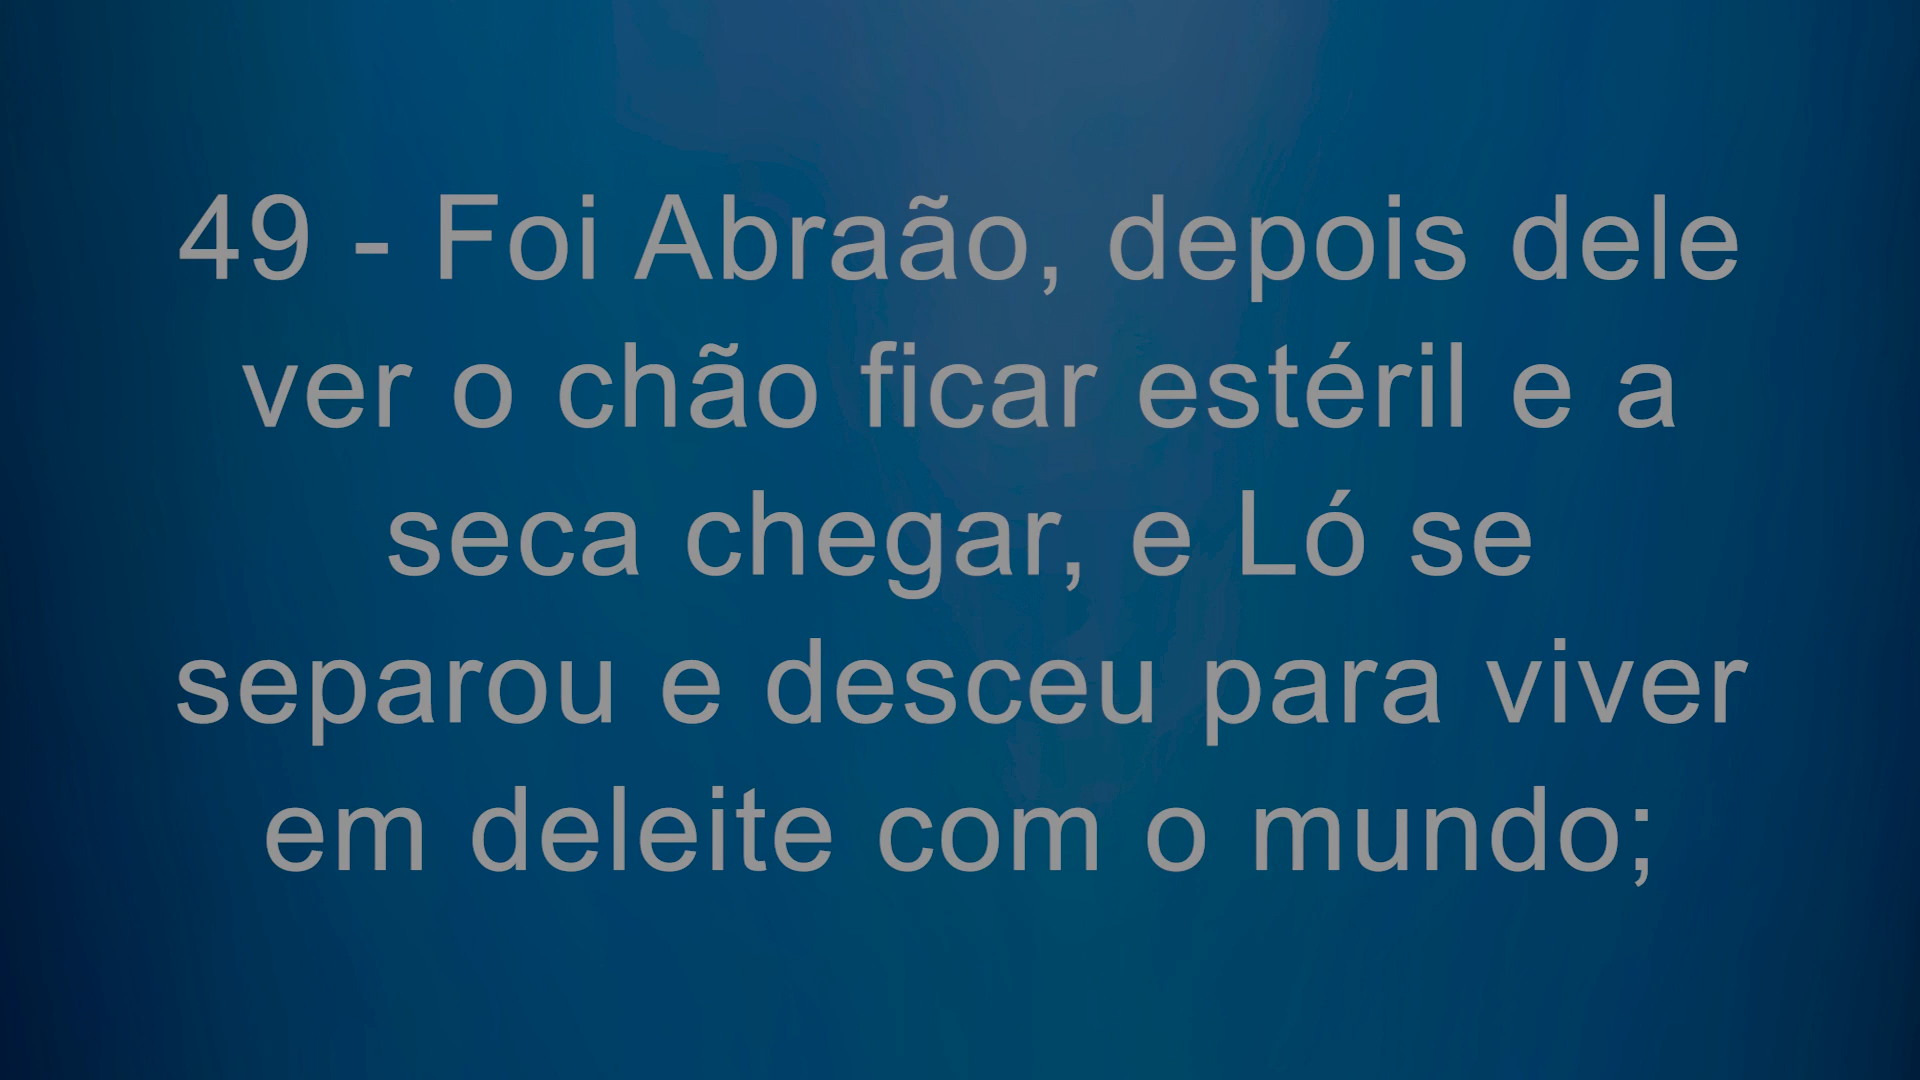 49 - Foi Abraão, depois dele
ver o chão ficar estéril e a
seca chegar, e Ló se
separou e desceu para viver
em deleite com o mundo;